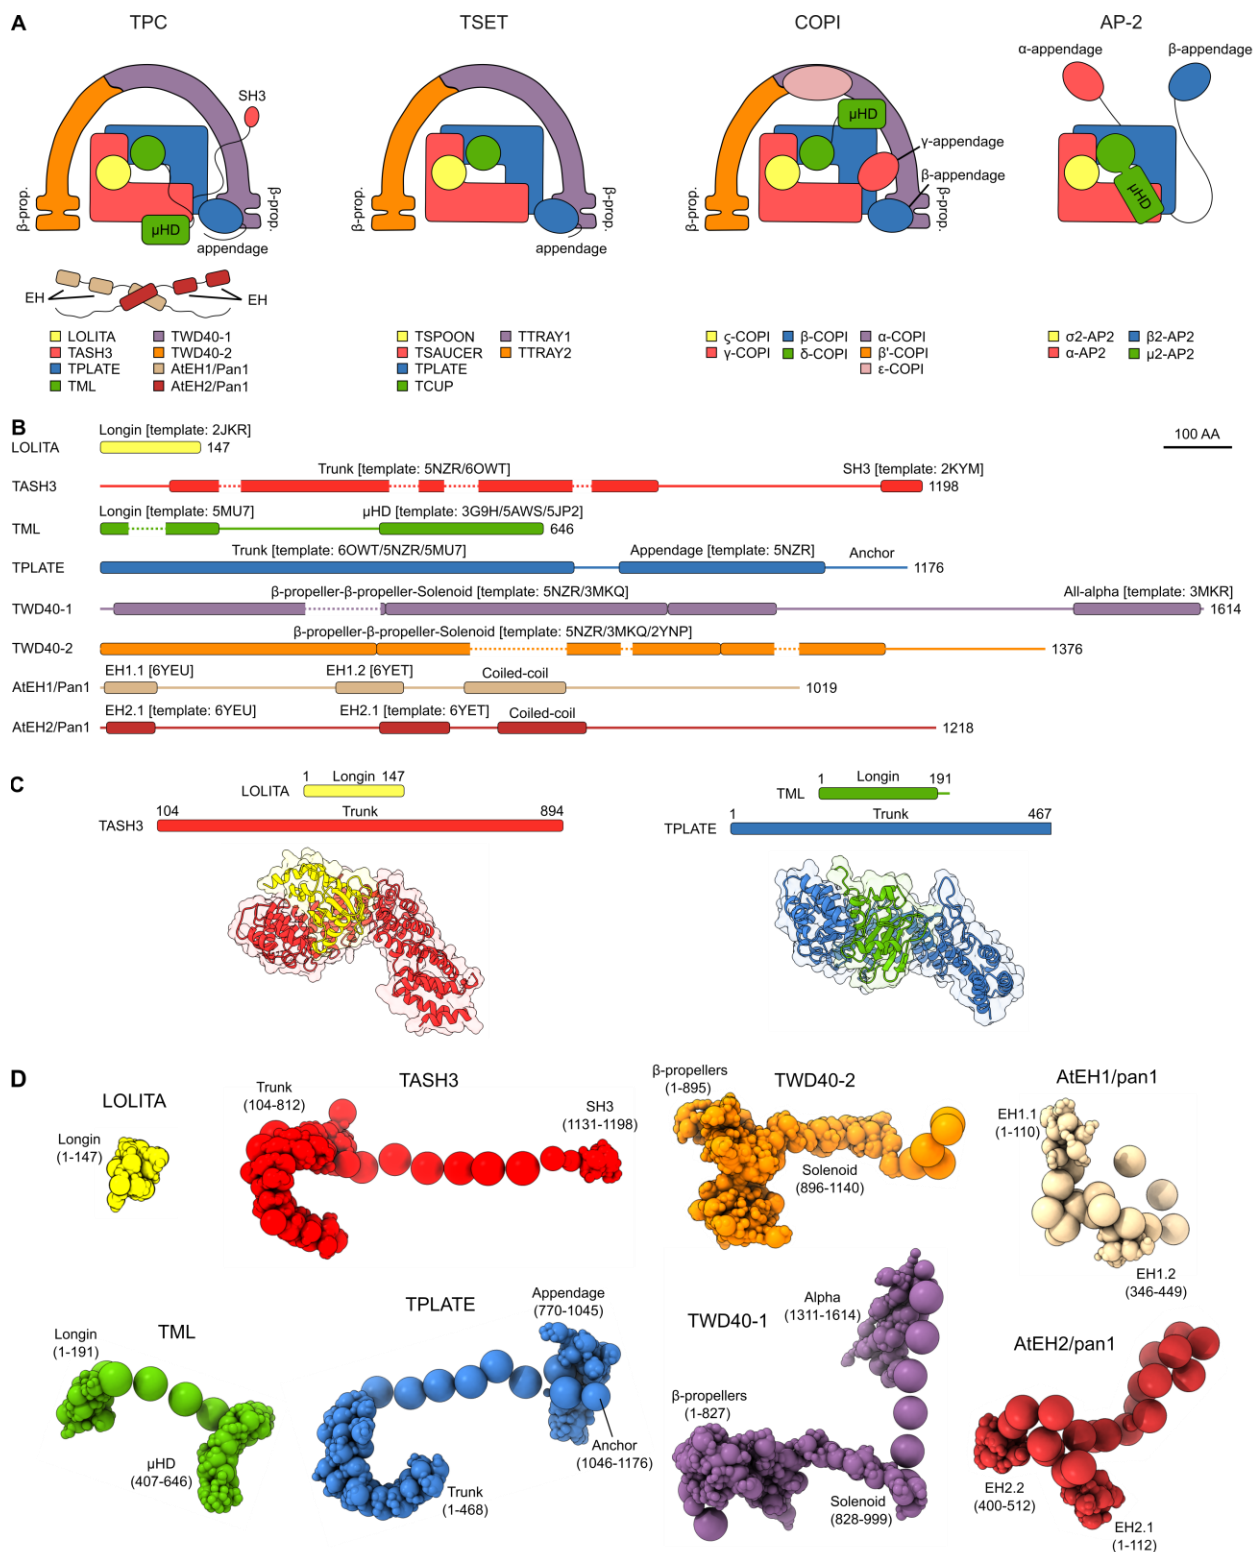 A
TPC
TSET
COPI
AP-2
SH3
β-prop.
β-prop.
μHD
appendage
EH
EH
β-prop.
β-prop.
appendage
μHD
γ-appendage
β-appendage
β-prop.
β-prop.
α-appendage
β-appendage
μHD
LOLITA
TASH3
TPLATE
TML
TWD40-1
TWD40-2
AtEH1/Pan1
AtEH2/Pan1
TSPOON
TSAUCER
TPLATE
TCUP
TTRAY1
TTRAY2
ς-COPI
γ-COPI
β-COPI
δ-COPI
α-COPI
β'-COPI
ε-COPI
σ2-AP2
α-AP2
β2-AP2
μ2-AP2
B
100 AA
Longin [template: 2JKR]
LOLITA 147
Trunk [template: 5NZR/6OWT] SH3 [template: 2KYM]
TASH3 1198
Longin [template: 5MU7] μHD [template: 3G9H/5AWS/5JP2]
TML 646
Trunk [template: 6OWT/5NZR/5MU7] Appendage [template: 5NZR] Anchor
TPLATE 1176
β-propeller-β-propeller-Solenoid [template: 5NZR/3MKQ] All-alpha [template: 3MKR]
TWD40-1 1614
β-propeller-β-propeller-Solenoid [template: 5NZR/3MKQ/2YNP]
TWD40-2 1376
EH1.1 [6YEU] EH1.2 [6YET] Coiled-coil
AtEH1/Pan1 1019
EH2.1 [template: 6YEU] EH2.1 [template: 6YET] Coiled-coil
AtEH2/Pan1 1218
C
1 Longin 147
LOLITA
104 894
TASH3 Trunk
1 Longin 191
TML
1 467
TPLATE Trunk
D
LOLITA
Longin
(1-147)
TASH3
Trunk
(104-812)
SH3
(1131-1198)
TWD40-2
β-propellers
(1-895)
Solenoid
(896-1140)
AtEH1/pan1
EH1.1
(1-110)
EH1.2
(346-449)
TML
Longin
(1-191)
μHD
(407-646)
TPLATE
Appendage
(770-1045)
Anchor
(1046-1176)
Trunk
(1-468)
TWD40-1
Alpha
(1311-1614)
β-propellers
(1-827)
Solenoid
(828-999)
AtEH2/pan1
EH2.2
(400-512)
EH2.1
(1-112)